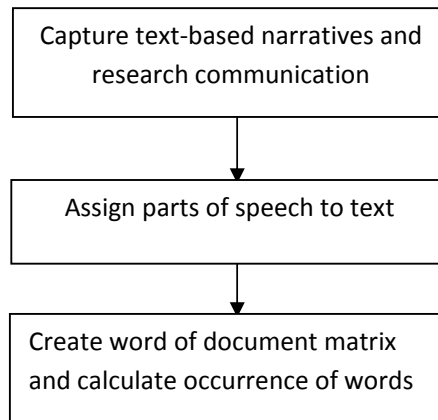 Capture text-based narratives and
research communication
Assign parts of speech to text
Create word of document matrix
and calculate occurrence of words